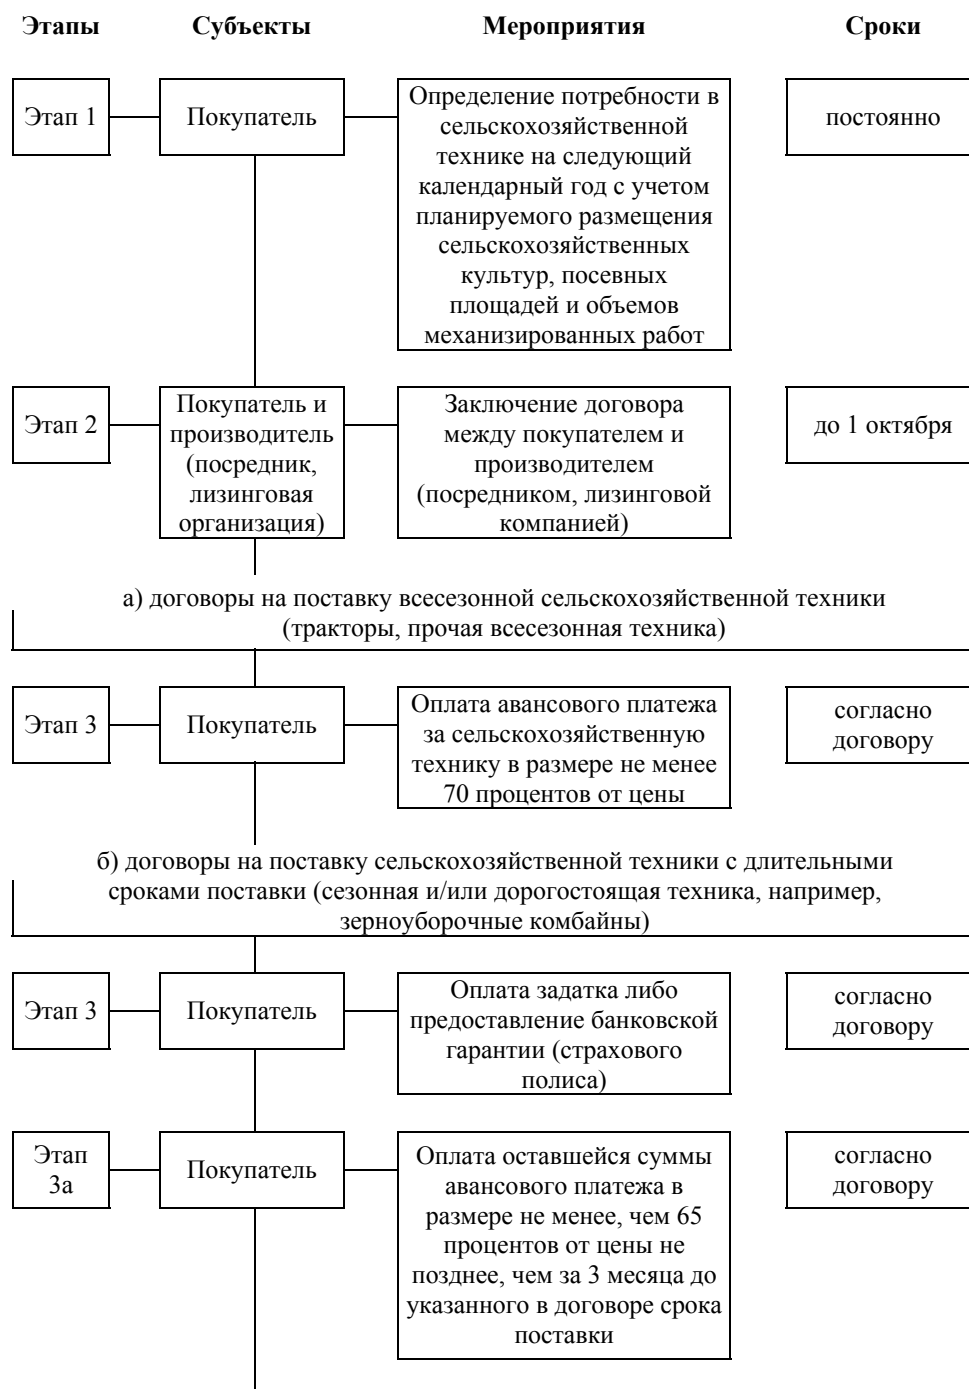 Этапы Субъекты Мероприятия Сроки
Этап 1
Покупатель
Определение потребности в
сельскохозяйственной
технике на следующий
календарный год с учетом
планируемого размещения
сельскохозяйственных
культур, посевных
площадей и объемов
механизированных работ
постоянно
Этап 2
Покупатель и
производитель
(посредник,
лизинговая
организация)
Заключение договора
между покупателем и
производителем
(посредником, лизинговой
компанией)
до 1 октября
а) договоры на поставку всесезонной сельскохозяйственной техники
(тракторы, прочая всесезонная техника)
Этап 3
Покупатель
Оплата авансового платежа
за сельскохозяйственную
технику в размере не менее
70 процентов от цены
согласно
договору
б) договоры на поставку сельскохозяйственной техники с длительными
сроками поставки (сезонная и/или дорогостоящая техника, например,
зерноуборочные комбайны)
Этап 3
Покупатель
Оплата задатка либо
предоставление банковской
гарантии (страхового
полиса)
согласно
договору
Этап
3а
Покупатель
Оплата оставшейся суммы
авансового платежа в
размере не менее, чем 65
процентов от цены не
позднее, чем за 3 месяца до
указанного в договоре срока
поставки
согласно
договору